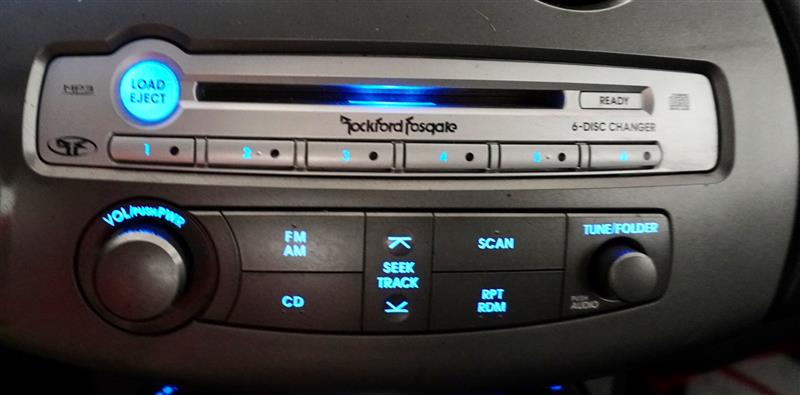 LOAD
EJECT
READY
Rockford Fosgate
6-DISC CHANGER
1 2 3 4 5 6
VOL/PUSH PWR
FM
AM
SEEK
TRACK
SCAN
TUNE/FOLDER
CD
RPT
RDM
PUSH
AUDIO